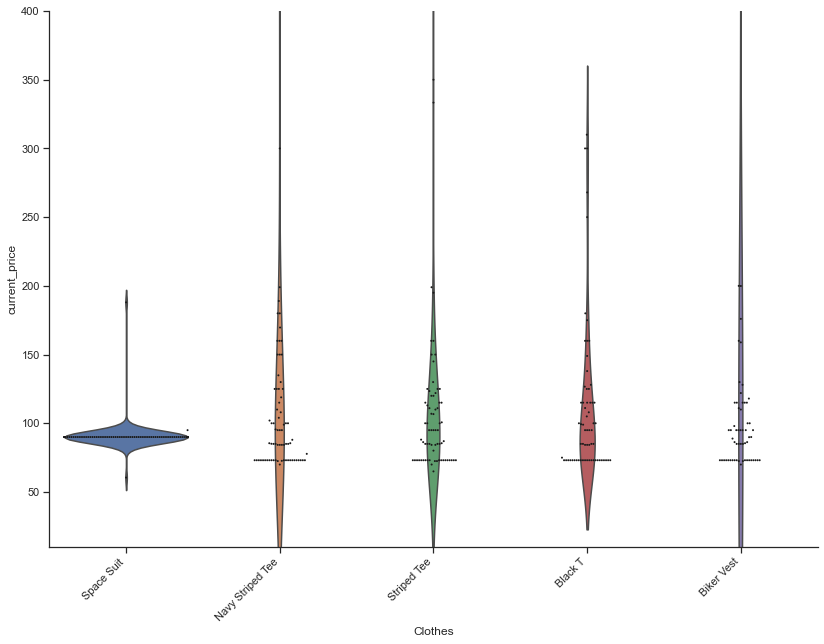 400
350
300
250
200
150
100
50
current_price
Space Suit
Navy Striped Tee
Striped Tee
Black T
Biker Vest
Clothes